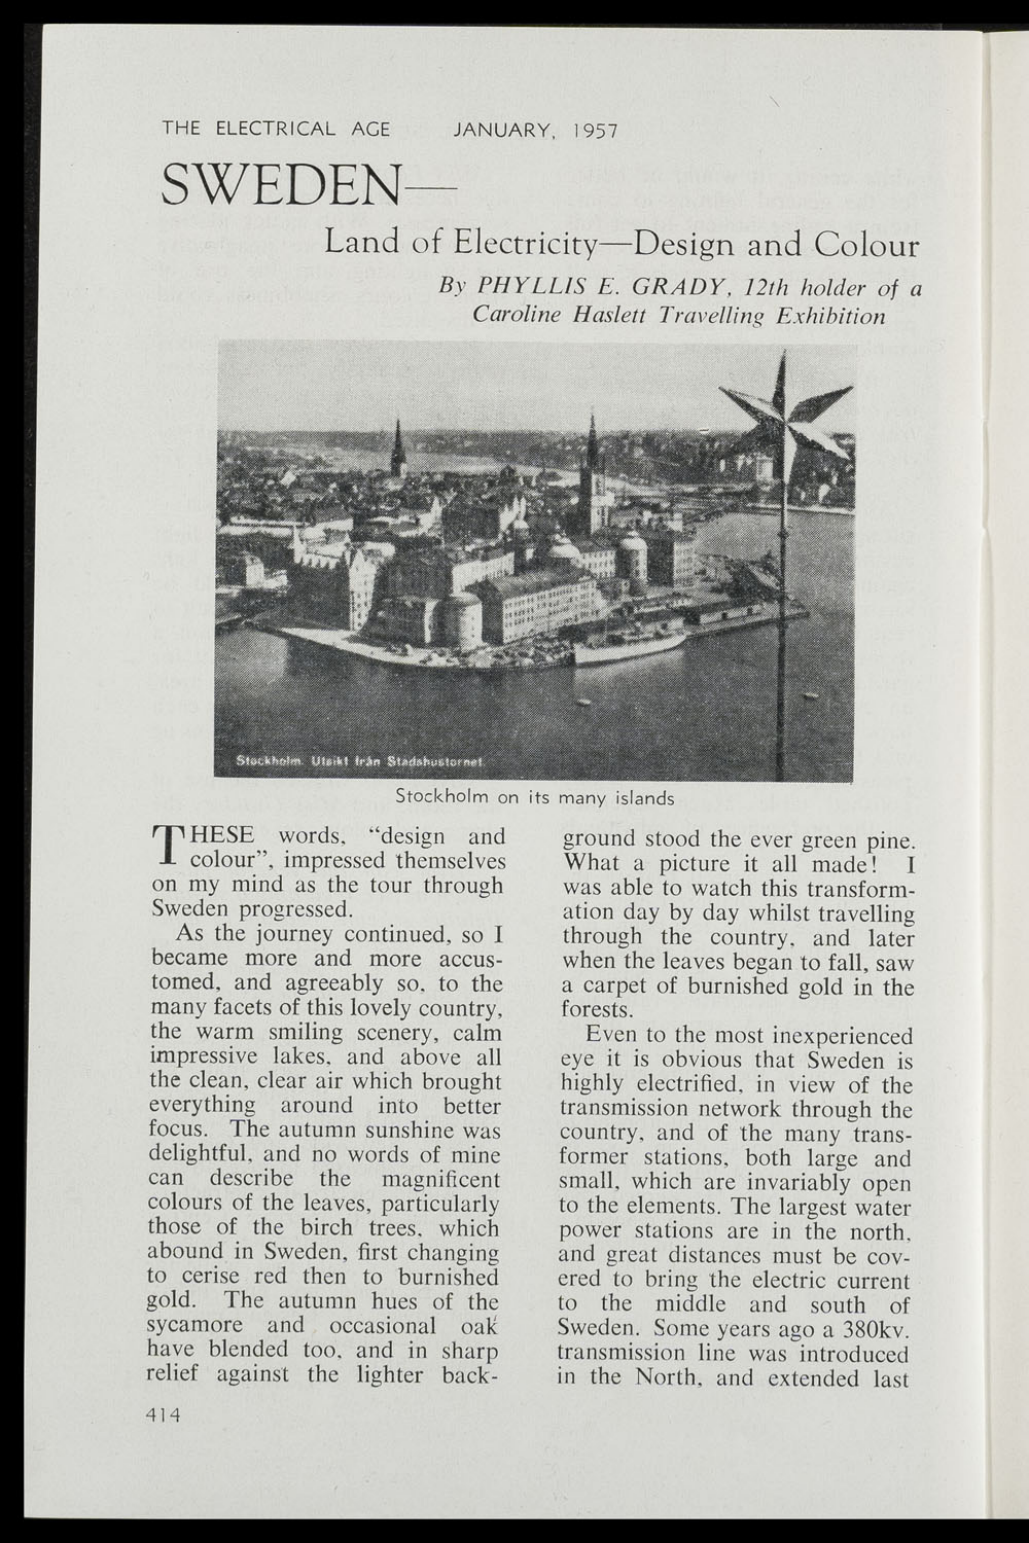 THE ELECTRICAL AGE JANUARY, 1957
SWEDEN—
Land of Electricity—Design and Colour
By PHYLLIS E. GRADY, 12th holder of a
Caroline Haslett Travelling Exhibition
Stockholm. Utsikt från Stadshustornet.
Stockholm on its many islands
THESE words, “design and
colour”, impressed themselves
on my mind as the tour through
Sweden progressed.
As the journey continued, so I
became more and more accus-
tomed, and agreeably so, to the
many facets of this lovely country,
the warm smiling scenery, calm
impressive lakes, and above all
the clean, clear air which brought
everything around into better
focus. The autumn sunshine was
delightful, and no words of mine
can describe the magnificent
colours of the leaves, particularly
those of the birch trees, which
abound in Sweden, first changing
to cerise red then to burnished
gold. The autumn hues of the
sycamore and occasional oak
have blended too, and in sharp
relief against the lighter back-
ground stood the ever green pine.
What a picture it all made! I
was able to watch this transform-
ation day by day whilst travelling
through the country, and later
when the leaves began to fall, saw
a carpet of burnished gold in the
forests.
Even to the most inexperienced
eye it is obvious that Sweden is
highly electrified, in view of the
transmission network through the
country, and of the many trans-
former stations, both large and
small, which are invariably open
to the elements. The largest water
power stations are in the north,
and great distances must be cov-
ered to bring the electric current
to the middle and south of
Sweden. Some years ago a 380kv.
transmission line was introduced
in the North, and extended last
414